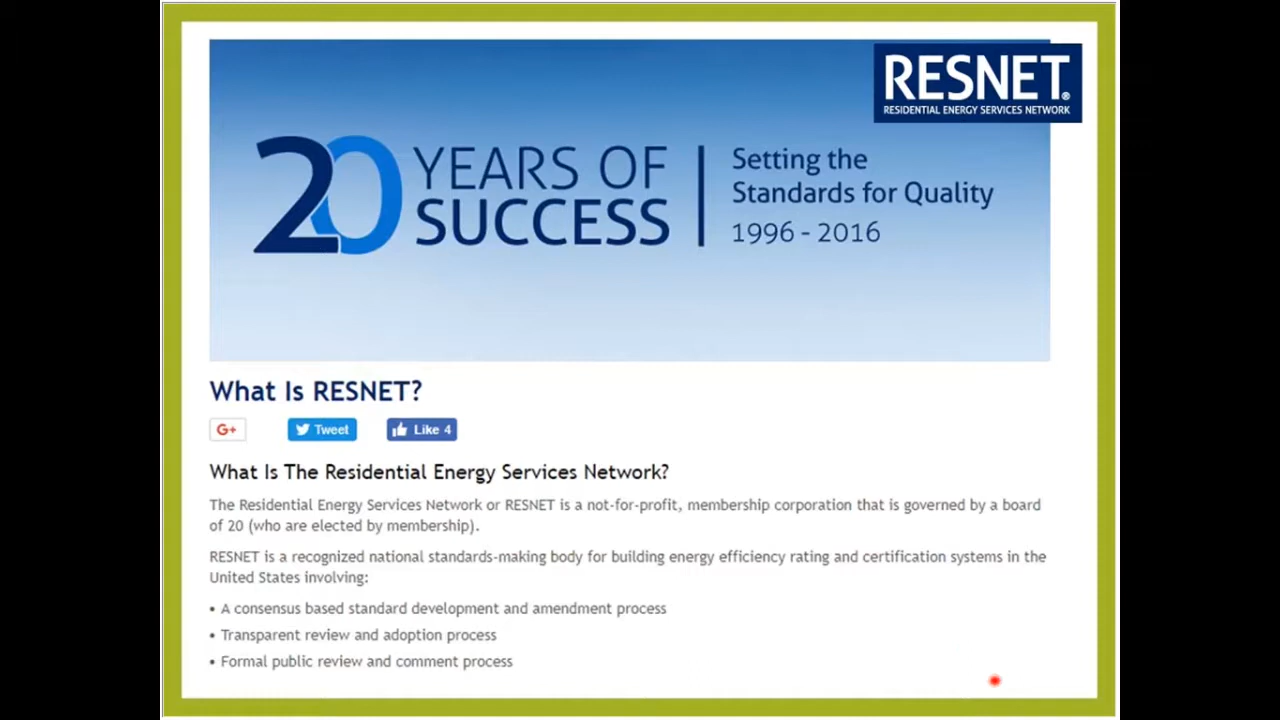 RESNET®
RESIDENTIAL ENERGY SERVICES NETWORK
20 YEARS OF SUCCESS
Setting the
Standards for Quality
1996 - 2016
What Is RESNET?
G+ Tweet Like 4
What Is The Residential Energy Services Network?
The Residential Energy Services Network or RESNET is a not-for-profit, membership corporation that is governed by a board
of 20 (who are elected by membership).
RESNET is a recognized national standards-making body for building energy efficiency rating and certification systems in the
United States involving:
• A consensus based standard development and amendment process
• Transparent review and adoption process
• Formal public review and comment process